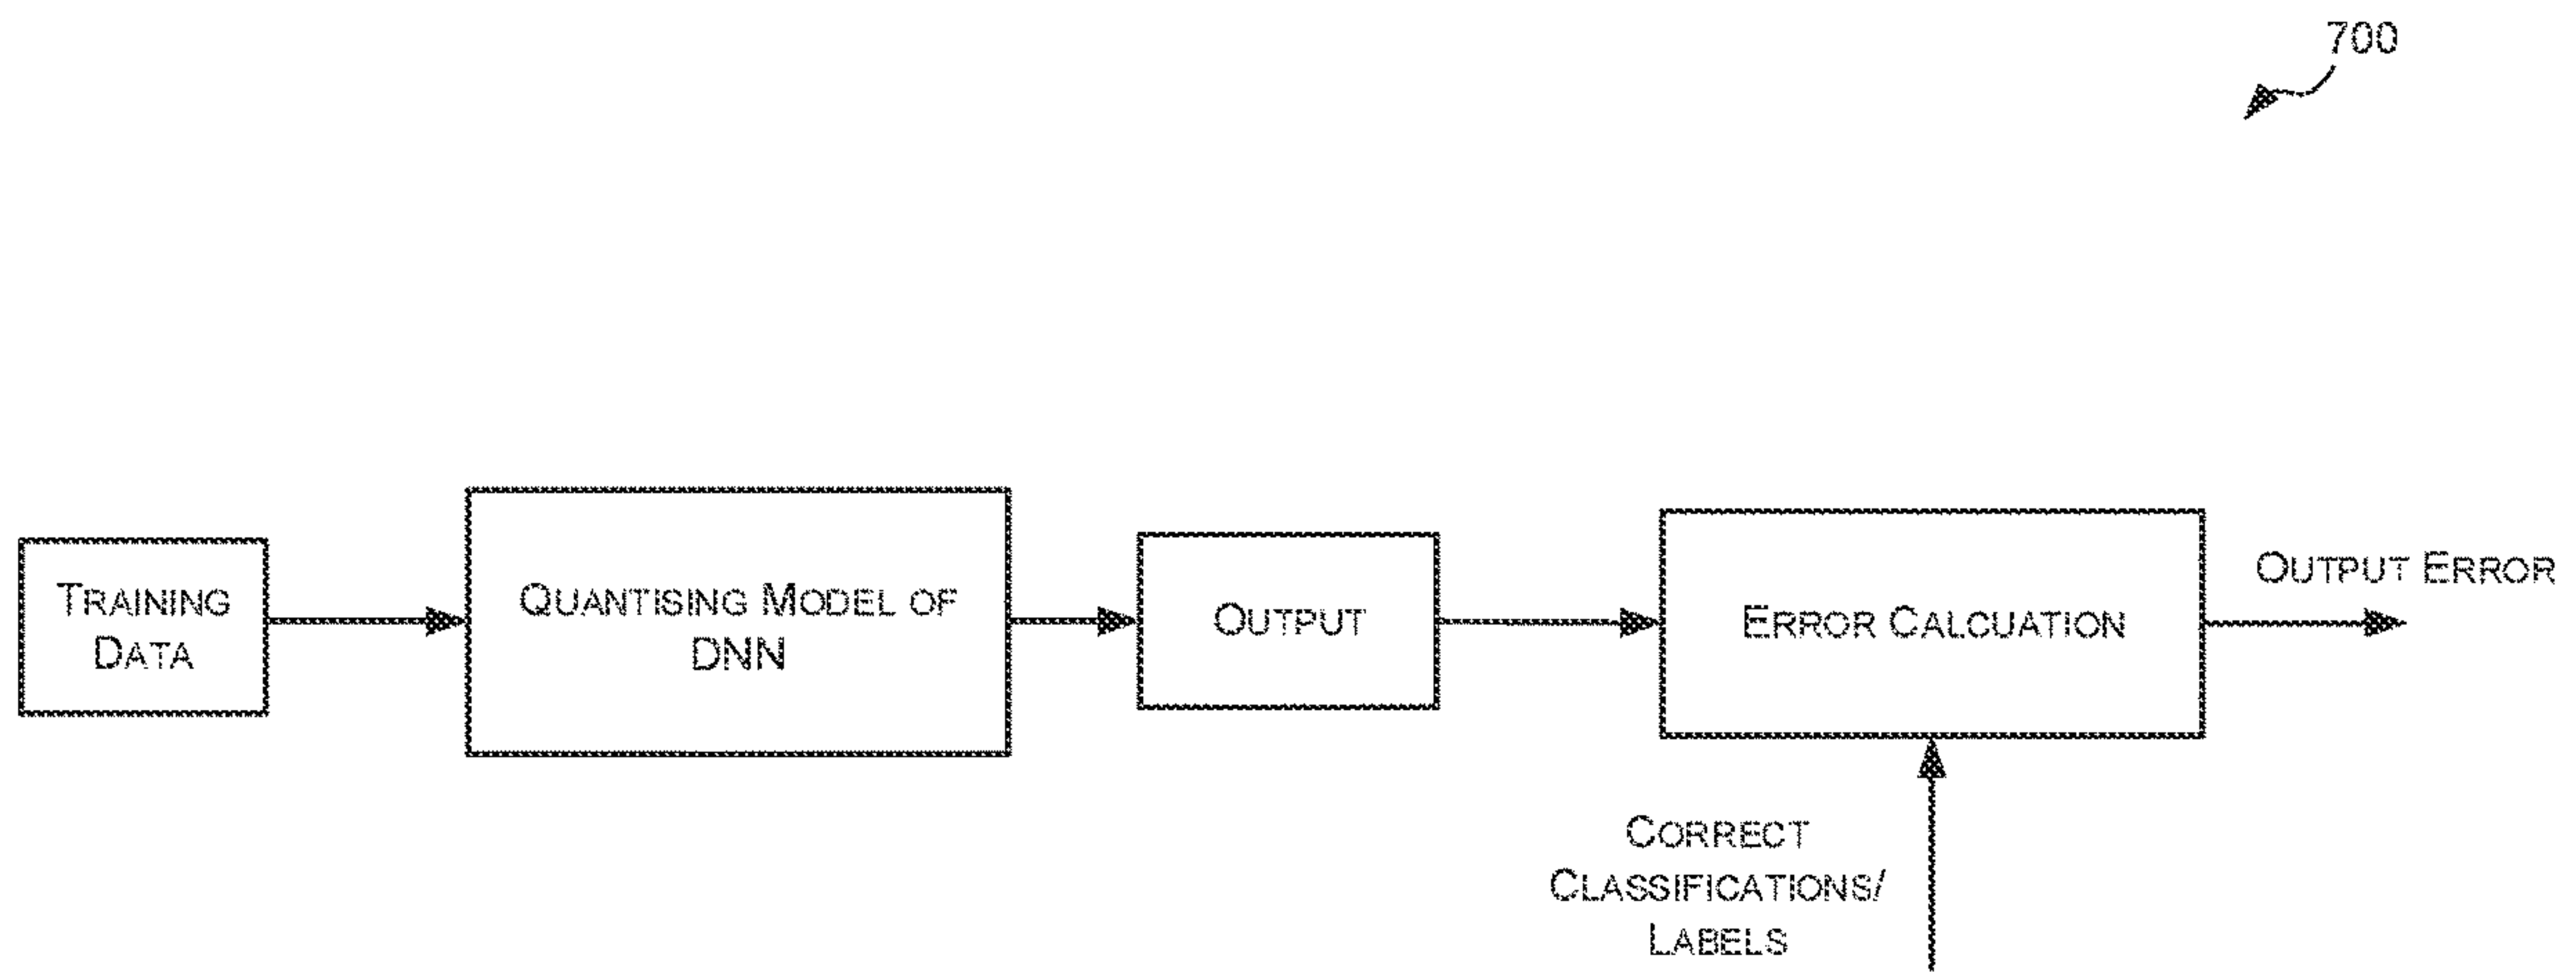 700
TRAINING
DATA
QUANTISING MODEL OF
DNN
OUTPUT
ERROR CALCUATION
OUTPUT ERROR
CORRECT
CLASSIFICATIONS/
LABELS